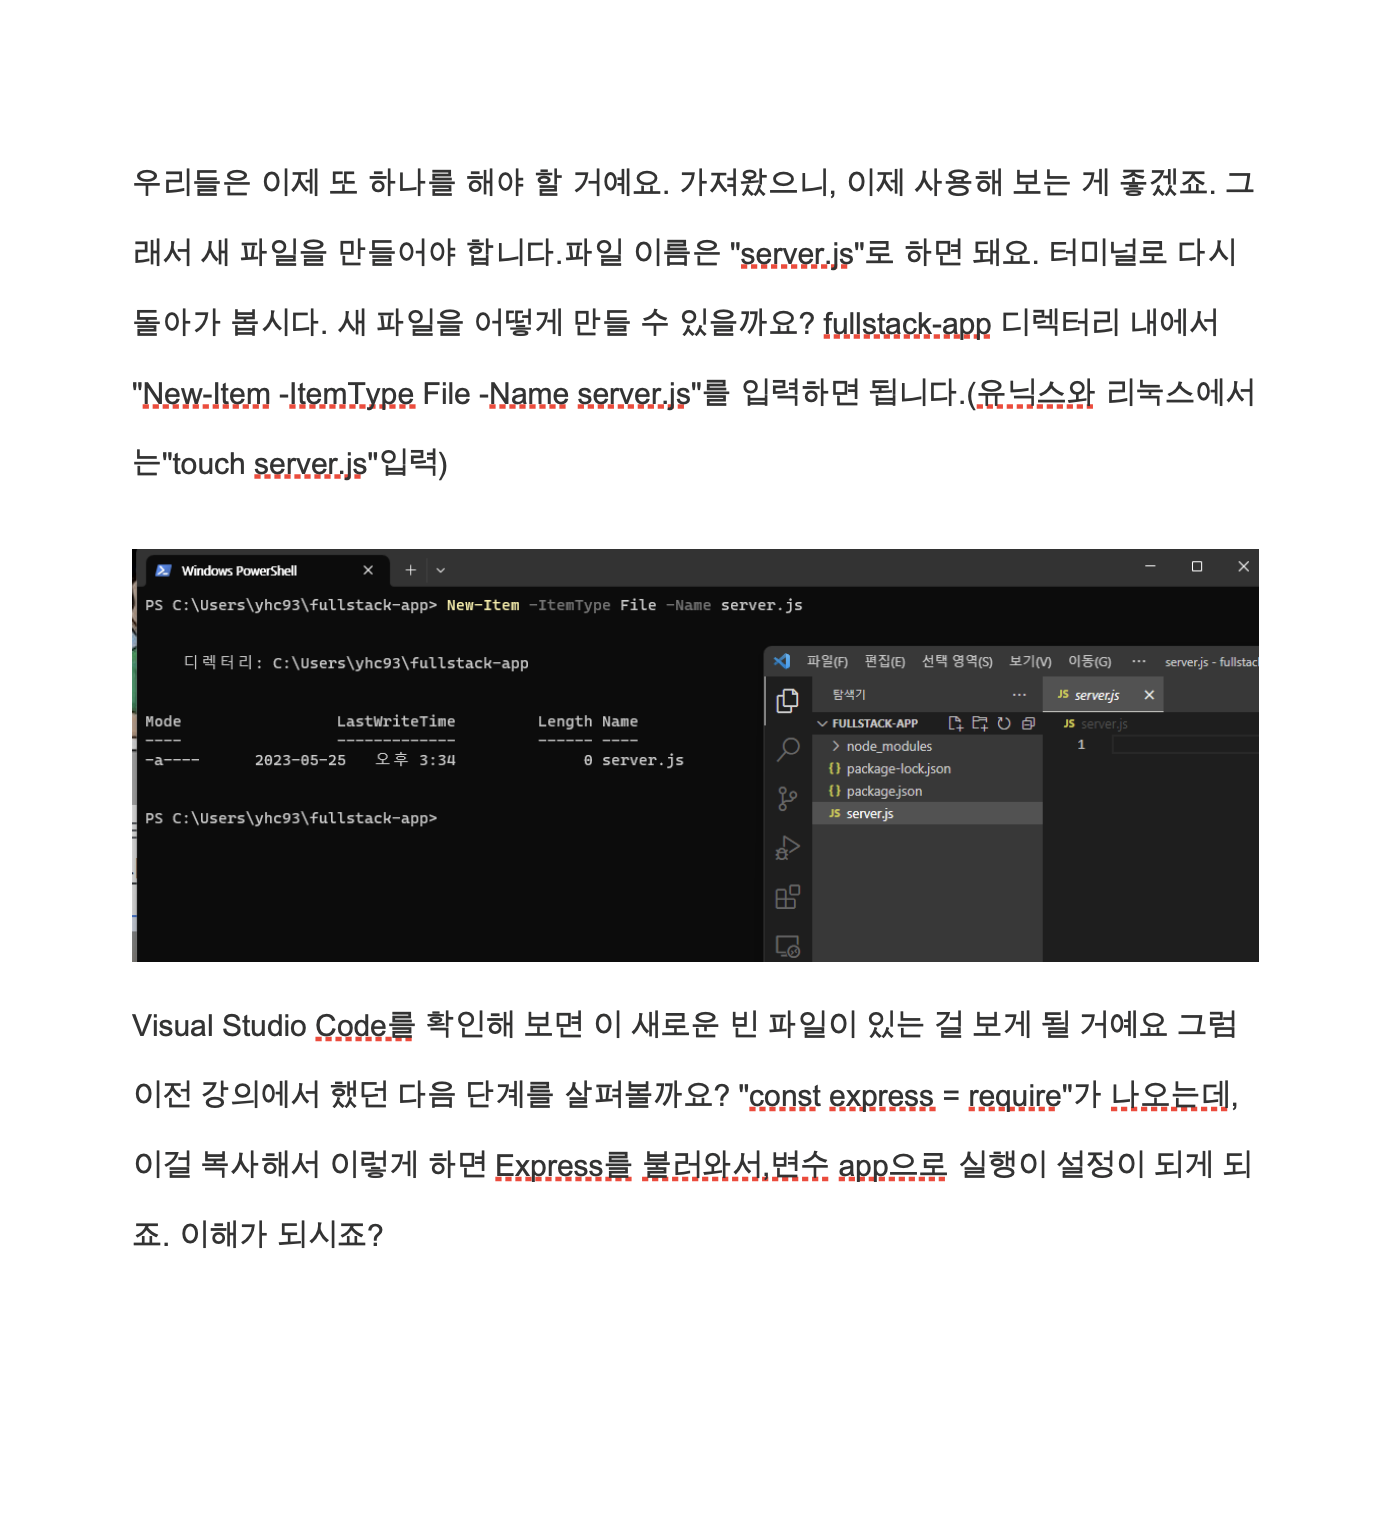 우리들은 이제 또 하나를 해야 할 거예요. 가져왔으니, 이제 사용해 보는 게 좋겠죠. 그
래서 새 파일을 만들어야 합니다.파일 이름은 "server.js"로 하면 돼요. 터미널로 다시
돌아가 봅시다. 새 파일을 어떻게 만들 수 있을까요? fullstack-app 디렉터리 내에서
"New-Item -ItemType File -Name server.js"를 입력하면 됩니다.(유닉스와 리눅스에서
는"touch server.js"입력)
Windows PowerShell
PS C:\Users\yhc93\fullstack-app> New-Item -ItemType File -Name server.js
디렉터리: C:\Users\yhc93\fullstack-app
Mode LastWriteTime Length Name
---- ------------- ------ ----
-a---- 2023-05-25 오후 3:34 0 server.js
PS C:\Users\yhc93\fullstack-app>
파일(F) 편집(E) 선택 영역(S) 보기(V) 이동(G) ··· server.js - fullstac
탐색기 ···
JS server.js
FULLSTACK-APP
JS server.js
node_modules
1
{} package-lock.json
{} package.json
JS server.js
Visual Studio Code를 확인해 보면 이 새로운 빈 파일이 있는 걸 보게 될 거예요 그럼
이전 강의에서 했던 다음 단계를 살펴볼까요? "const express = require"가 나오는데,
이걸 복사해서 이렇게 하면 Express를 불러와서,변수 app으로 실행이 설정이 되게 되
죠. 이해가 되시죠?